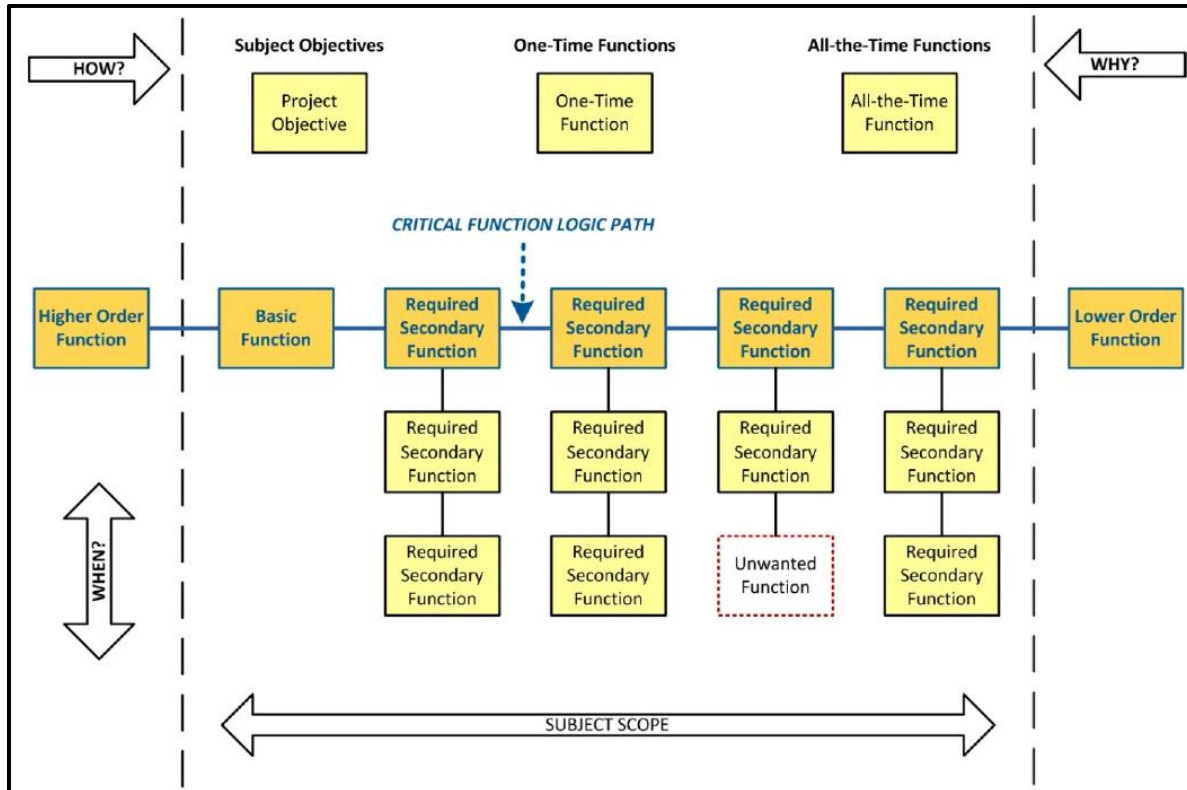 HOW?
Subject Objectives
One-Time Functions
All-the-Time Functions
WHY?
Project
Objective
One-Time
Function
All-the-Time
Function
CRITICAL FUNCTION LOGIC PATH
Higher Order
Function
Basic
Function
Required
Secondary
Function
Required
Secondary
Function
Required
Secondary
Function
Required
Secondary
Function
Lower Order
Function
Required
Secondary
Function
Required
Secondary
Function
Required
Secondary
Function
Required
Secondary
Function
WHEN?
Required
Secondary
Function
Required
Secondary
Function
Unwanted
Function
Required
Secondary
Function
SUBJECT SCOPE